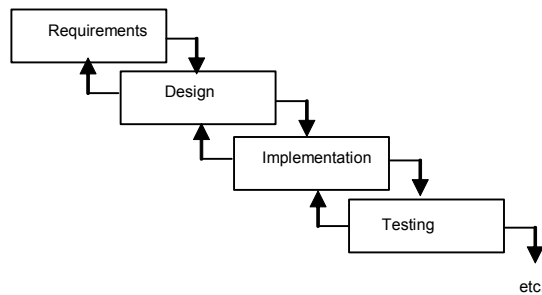 Requirements
Design
Implementation
Testing
etc